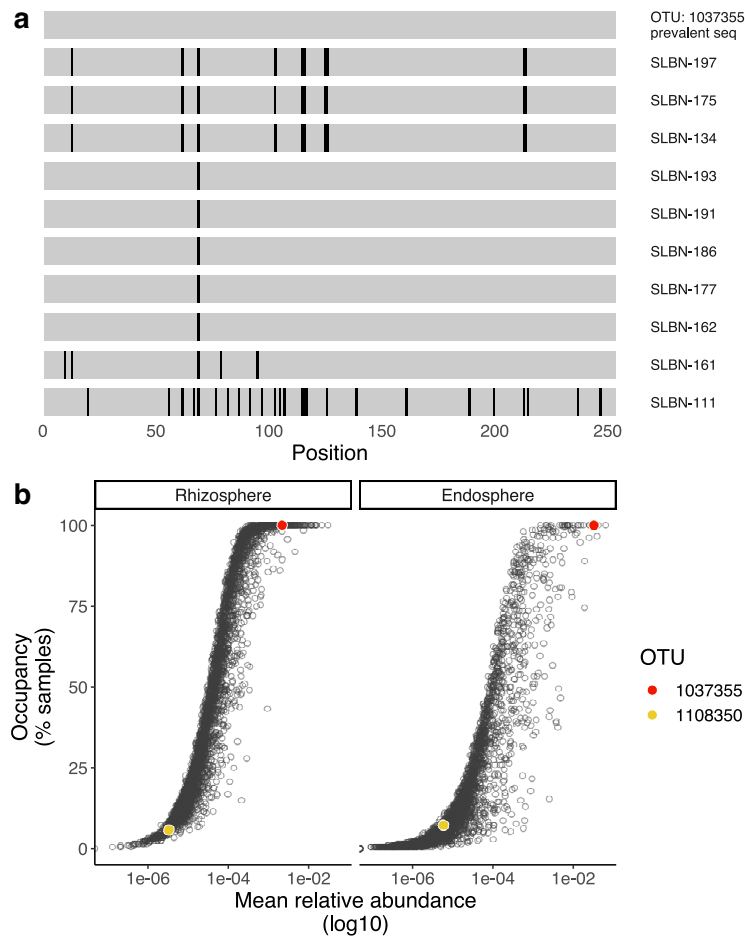 a
OTU: 1037355
prevalent seq
SLBN-197
SLBN-175
SLBN-134
SLBN-193
SLBN-191
SLBN-186
SLBN-177
SLBN-162
SLBN-161
SLBN-111
0 50 100 150 200 250
Position
b
Rhizosphere Endosphere
100
75
50
25
0
Occupancy
(% samples)
1e-06 1e-04 1e-02 1e-06 1e-04 1e-02
Mean relative abundance
(log10)
OTU
1037355
1108350